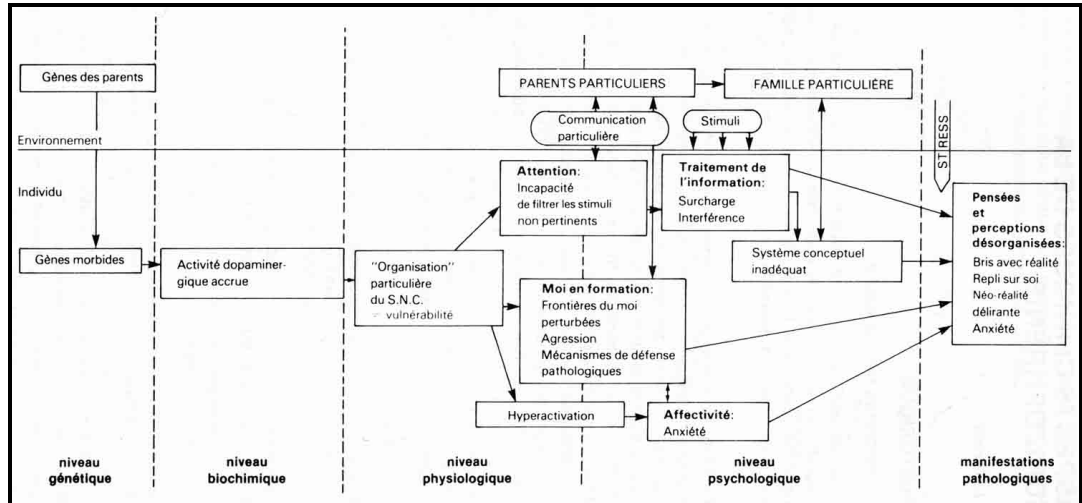 Gènes des parents
PARENTS PARTICULIERS
FAMILLE PARTICULIÈRE
Communication
particulière
Stimuli
STRESS
Environnement
Individu
Attention:
Incapacité
de filtrer les stimuli
non pertinents
Traitement de
l'information:
Surcharge
Interférence
Pensées
et
perceptions
désorganisées:
Bris avec réalité
Repli sur soi
Néo-réalité
délirante
Anxiété
Gènes morbides
Activité dopaminer-
gique accrue
"Organisation"
particulière
du S.N.C.
= vulnérabilité
Système conceptuel
inadéquat
Moi en formation:
Frontières du moi
perturbées
Agression
Mécanismes de défense
pathologiques
Hyperactivation
Affectivité:
Anxiété
niveau
génétique
niveau
biochimique
niveau
physiologique
niveau
psychologique
manifestations
pathologiques